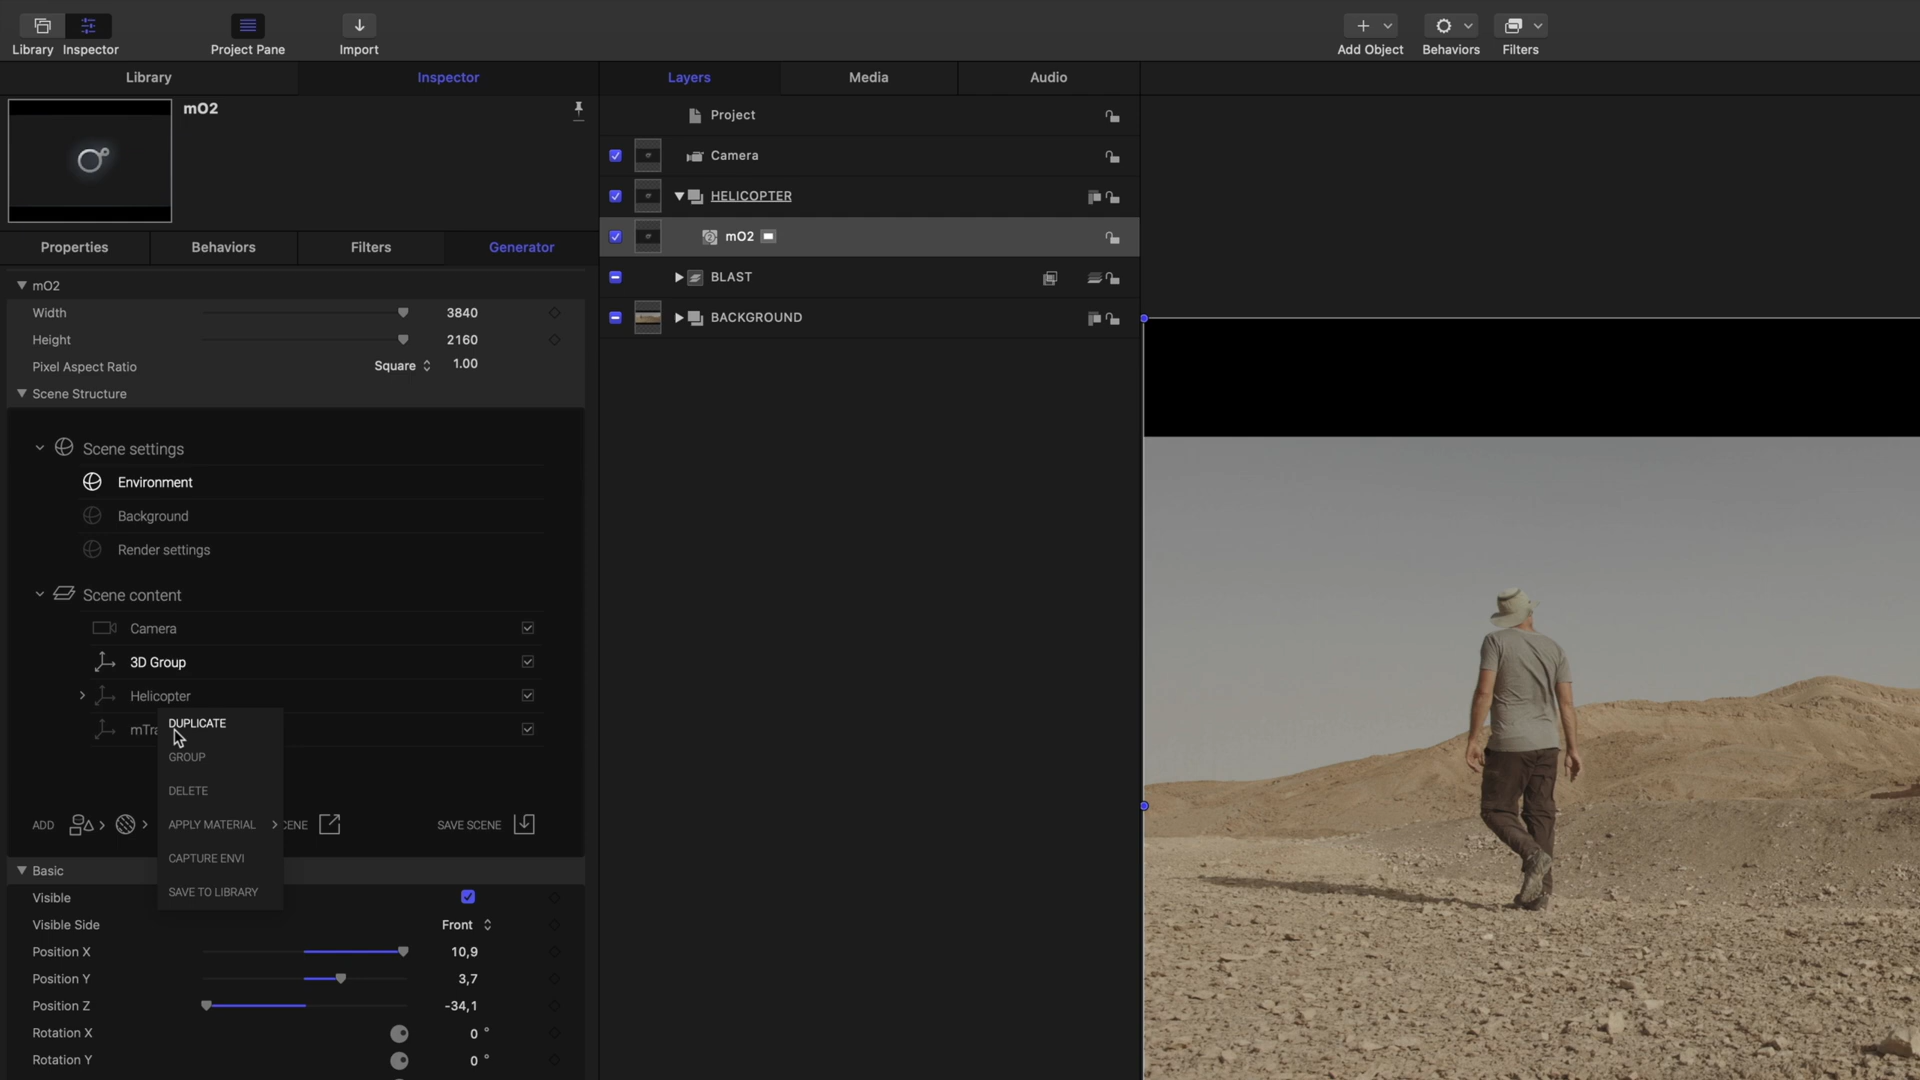 Library Inspector Project Pane Import Add Object Behaviors Filters
Library Inspector Layers Media Audio
mO2
Project
Camera
HELICOPTER
mO2
BLAST
BACKGROUND
Properties Behaviors Filters Generator
mO2
Width 3840
Height 2160
Pixel Aspect Ratio Square 1.00
Scene Structure
Scene settings
Environment
Background
Render settings
Scene content
Camera
3D Group
Helicopter
DUPLICATE
GROUP
DELETE
ADD APPLY MATERIAL SAVE SCENE
CAPTURE ENVI
SAVE TO LIBRARY
Basic
Visible
Visible Side Front
Position X 10,9
Position Y 3,7
Position Z -34,1
Rotation X 0 °
Rotation Y 0 °